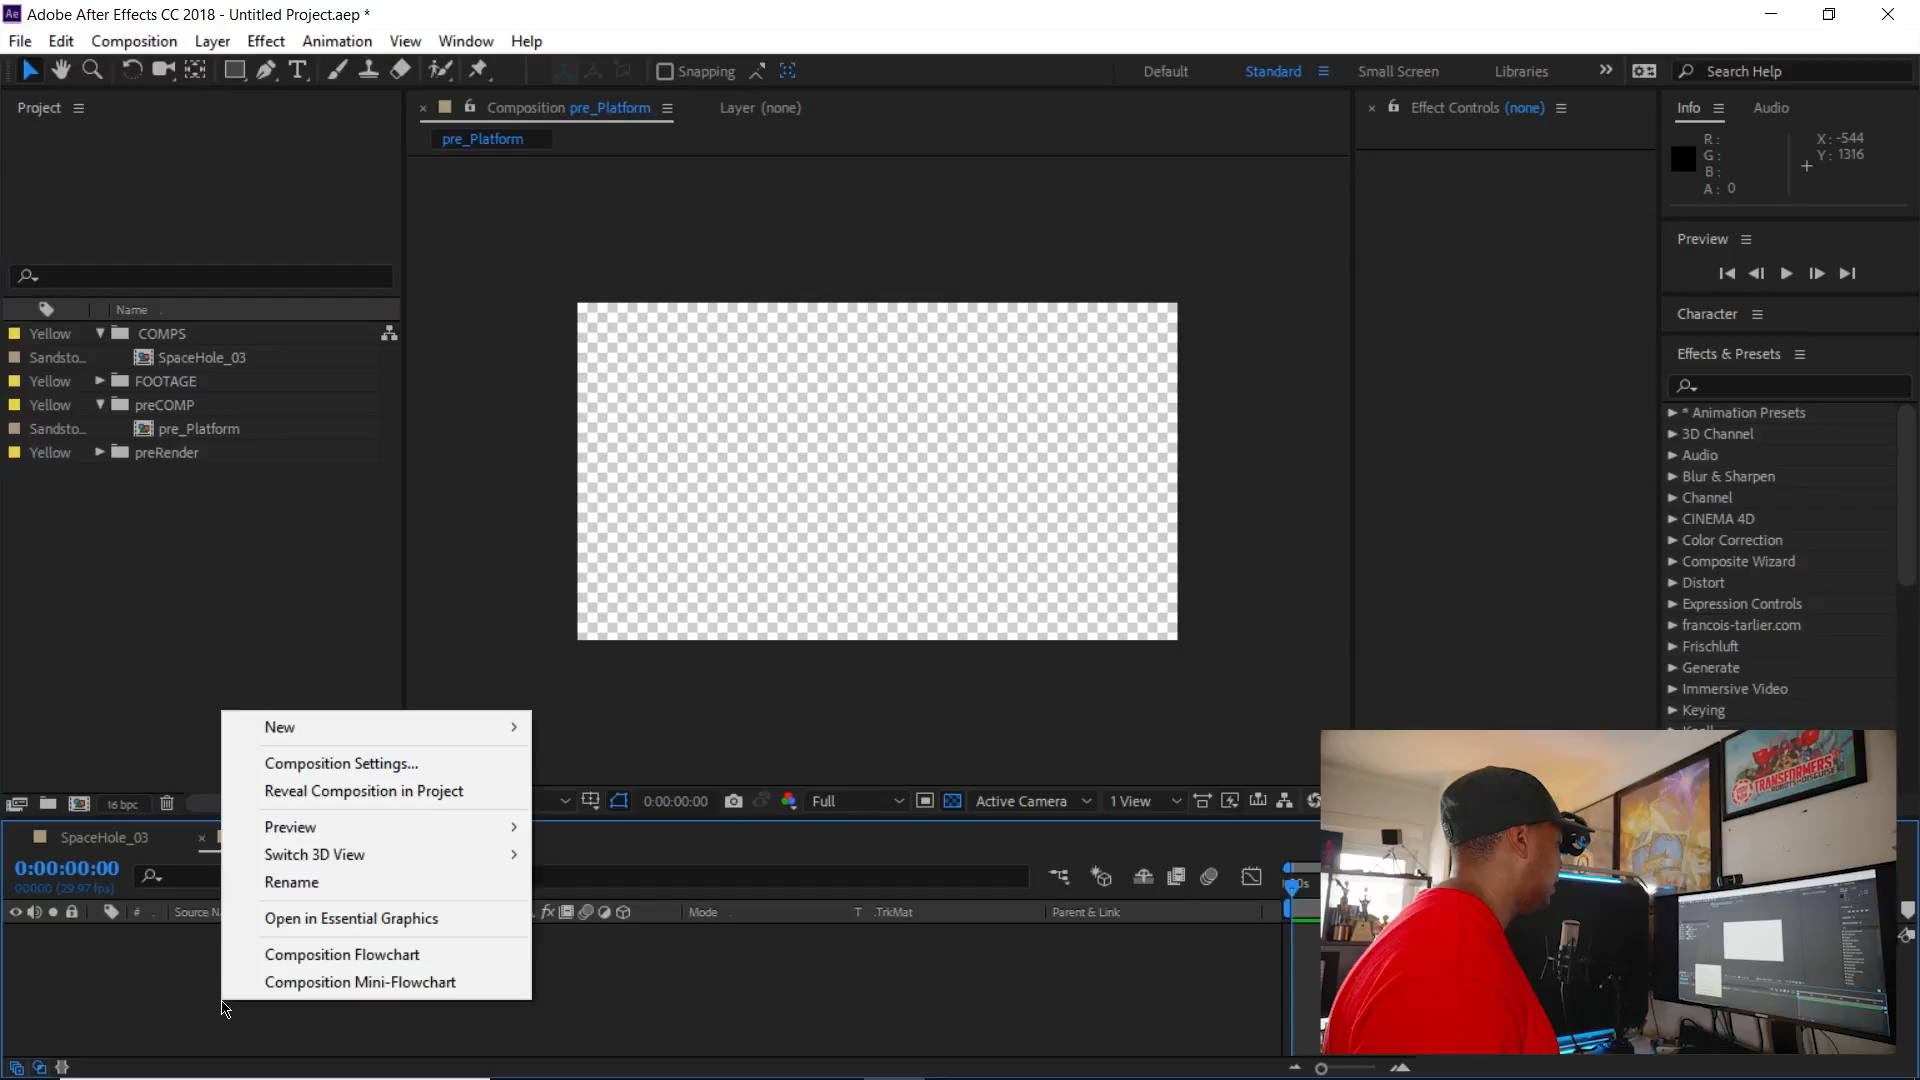 Ae Adobe After Effects CC 2018 - Untitled Project.aep *
File Edit Composition Layer Effect Animation View Window Help
Snapping Default Standard Small Screen Libraries Search Help
Project
Composition pre_Platform
Layer (none)
pre_Platform
Effect Controls (none)
Info Audio
R :
G :
B :
A : 0
X : -544
Y : 1316
Preview
Character
Effects & Presets
* Animation Presets
3D Channel
Audio
Blur & Sharpen
Channel
CINEMA 4D
Color Correction
Composite Wizard
Distort
Expression Controls
francois-tarlier.com
Frischluft
Generate
Immersive Video
Keying
Name
Yellow COMPS
Sandsto... SpaceHole_03
Yellow FOOTAGE
Yellow preCOMP
Sandsto... pre_Platform
Yellow preRender
New
Composition Settings...
Reveal Composition in Project
Preview
Switch 3D View
Rename
Open in Essential Graphics
Composition Flowchart
Composition Mini-Flowchart
16 bpc
0:00:00:00 Full Active Camera 1 View
SpaceHole_03
0:00:00:00
00000 (29.97 fps)
# Source N
fx Mode T .TrkMat Parent & Link
TRANSFORMERS